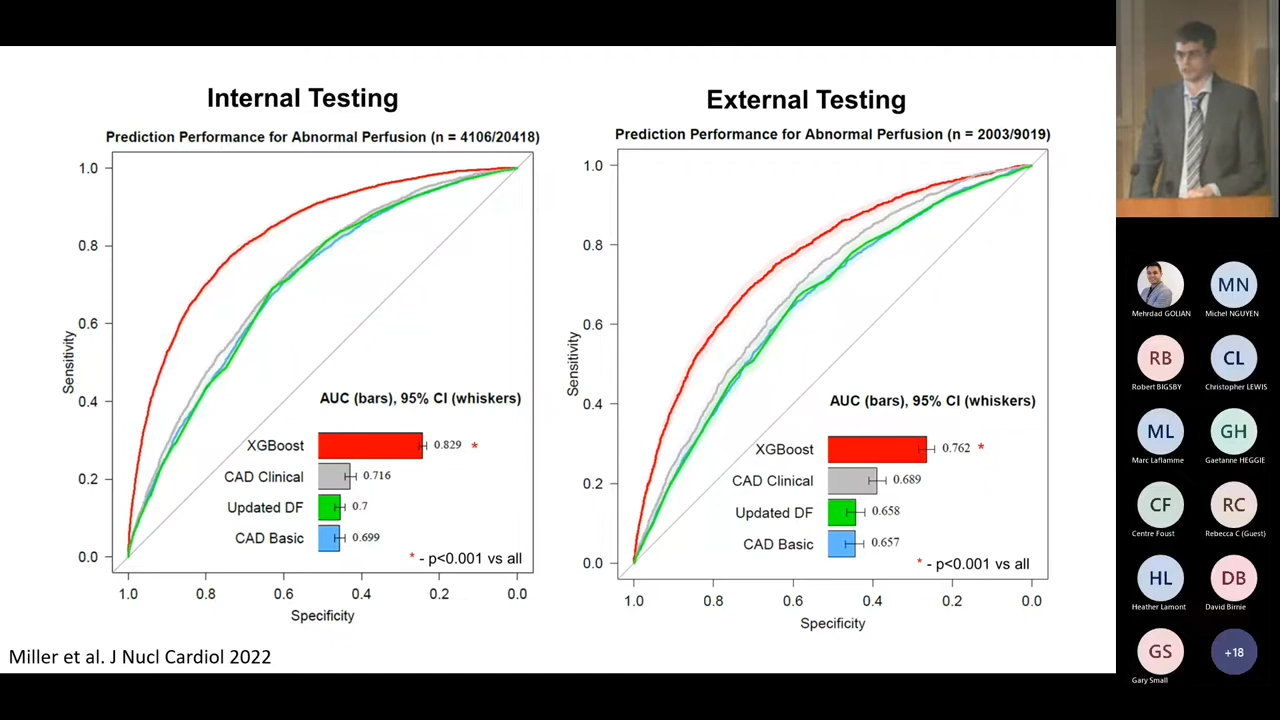 Internal Testing
Prediction Performance for Abnormal Perfusion (n = 4106/20418)
1.0
0.8
0.6
0.4
0.2
0.0
Sensitivity
AUC (bars), 95% CI (whiskers)
XGBoost 0.829 *
CAD Clinical 0.716
Updated DF 0.7
CAD Basic 0.699
* - p<0.001 vs all
1.0 0.8 0.6 0.4 0.2 0.0
Specificity
External Testing
Prediction Performance for Abnormal Perfusion (n = 2003/9019)
1.0
0.8
0.6
0.4
0.2
0.0
Sensitivity
AUC (bars), 95% CI (whiskers)
XGBoost 0.762 *
CAD Clinical 0.689
Updated DF 0.658
CAD Basic 0.657
* - p<0.001 vs all
1.0 0.8 0.6 0.4 0.2 0.0
Specificity
Miller et al. J Nucl Cardiol 2022
MN
Mehrdad GOLIAN Michel NGUYEN
RB CL
Robert BIGSBY Christopher LEWIS
ML GH
Marc Laflamme Gaetanne HEGGIE
CF RC
Centre Foust Rebecca C (Guest)
HL DB
Heather Lamont David Birnie
GS +18
Gary Small